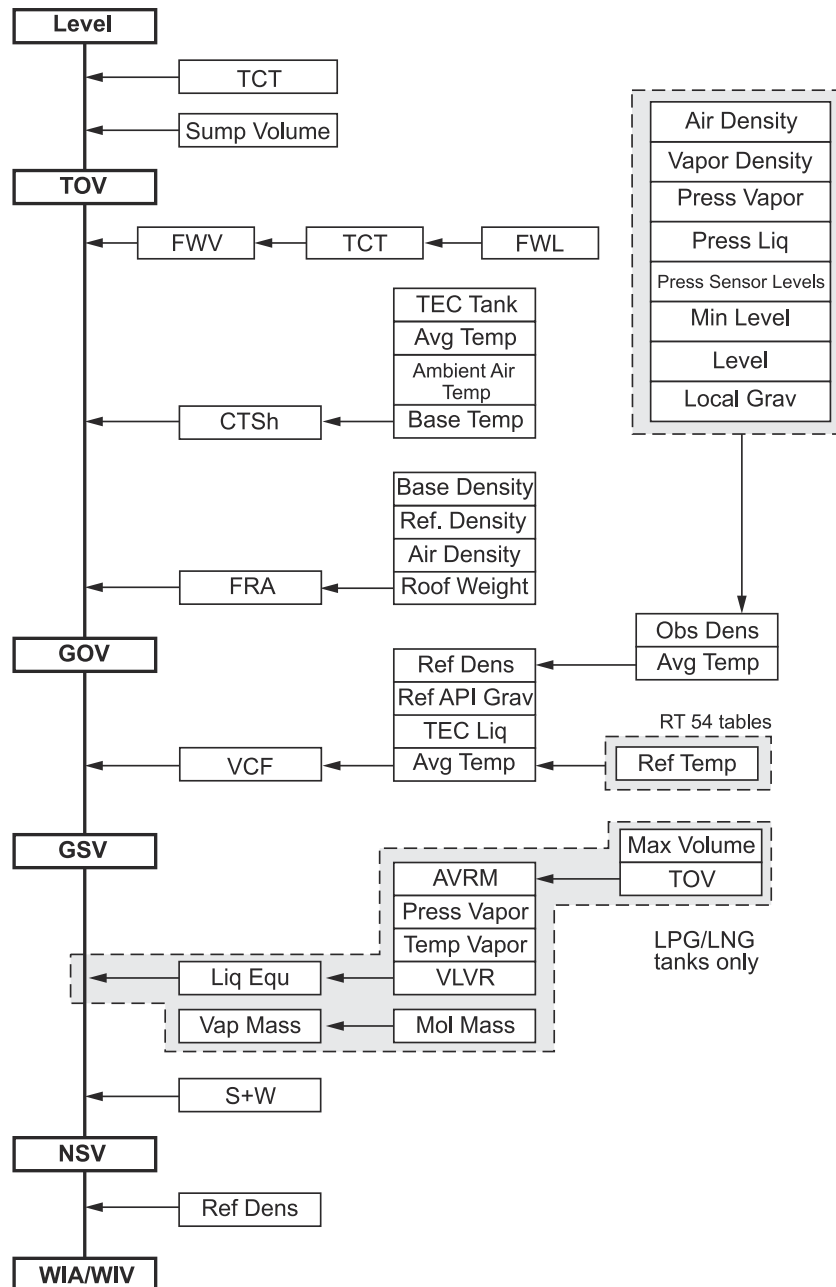 Level
TCT
Sump Volume
TOV
FWV
TCT
FWL
TEC Tank
Avg Temp
Ambient Air
Temp
Base Temp
CTSh
Air Density
Vapor Density
Press Vapor
Press Liq
Press Sensor Levels
Min Level
Level
Local Grav
Base Density
Ref. Density
Air Density
Roof Weight
FRA
GOV
Obs Dens
Avg Temp
Ref Dens
Ref API Grav
TEC Liq
Avg Temp
VCF
RT 54 tables
Ref Temp
GSV
Max Volume
TOV
AVRM
Press Vapor
Temp Vapor
VLVR
Liq Equ
LPG/LNG
tanks only
Vap Mass
Mol Mass
S+W
NSV
Ref Dens
WIA/WIV